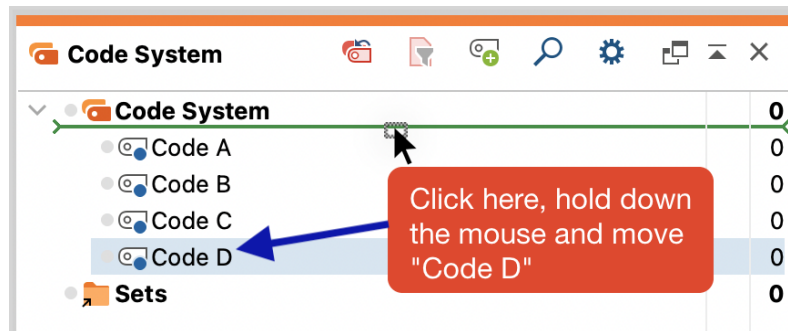 Code System
Code System 0
Code A 0
Code B 0
Code C 0
Code D 0
Sets 0
Click here, hold down
the mouse and move
"Code D"